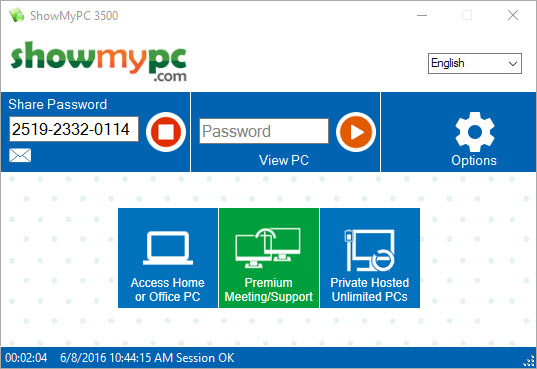 ShowMyPC 3500
showmypc
.com
English
Share Password
2519-2332-0114
Password
View PC
Options
Access Home
or Office PC
Premium
Meeting/Support
Private Hosted
Unlimited PCs
00:02:04 6/8/2016 10:44:15 AM Session OK